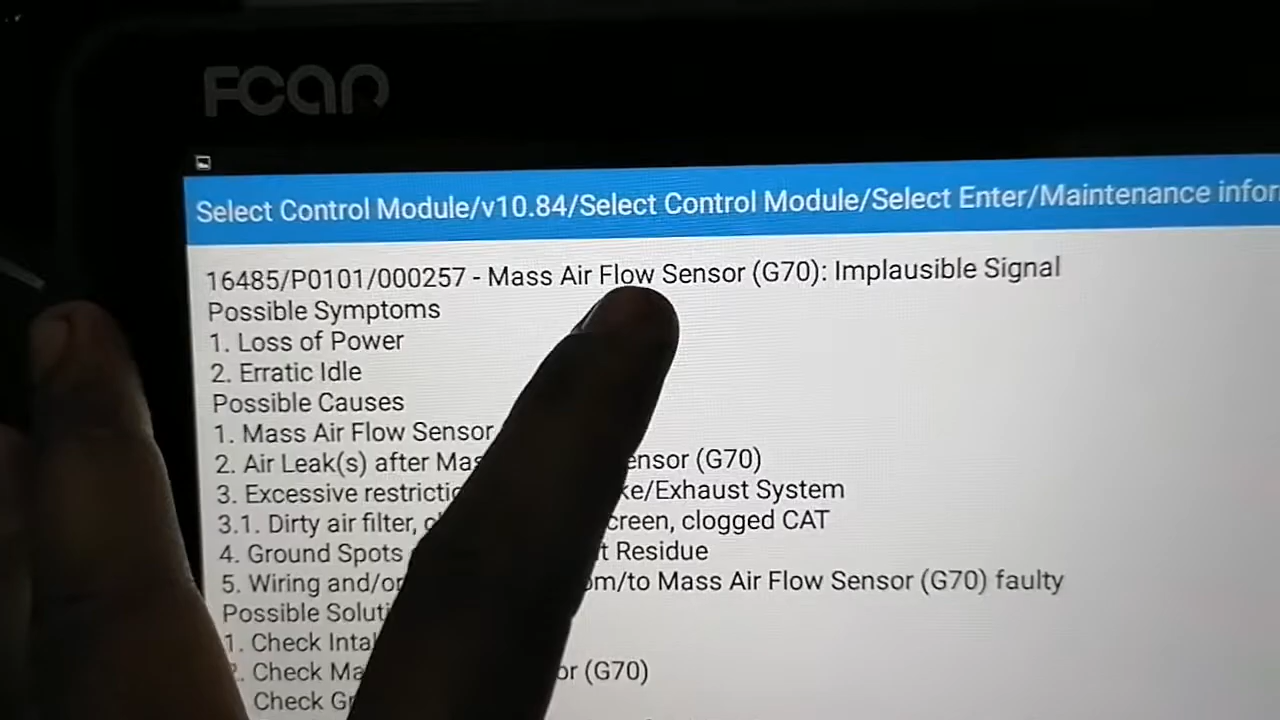 FCAR
Select Control Module/v10.84/Select Control Module/Select Enter/Maintenance infor
16485/P0101/000257 - Mass Air Flow Sensor (G70): Implausible Signal
Possible Symptoms
1. Loss of Power
2. Erratic Idle
Possible Causes
1. Mass Air Flow Sensor
2. Air Leak(s) after Mas ensor (G70)
3. Excessive restrictio ke/Exhaust System
3.1. Dirty air filter, creen, clogged CAT
4. Ground Spots t Residue
5. Wiring and/or om/to Mass Air Flow Sensor (G70) faulty
Possible Soluti
1. Check Intak
2. Check Ma or (G70)
Check Gr